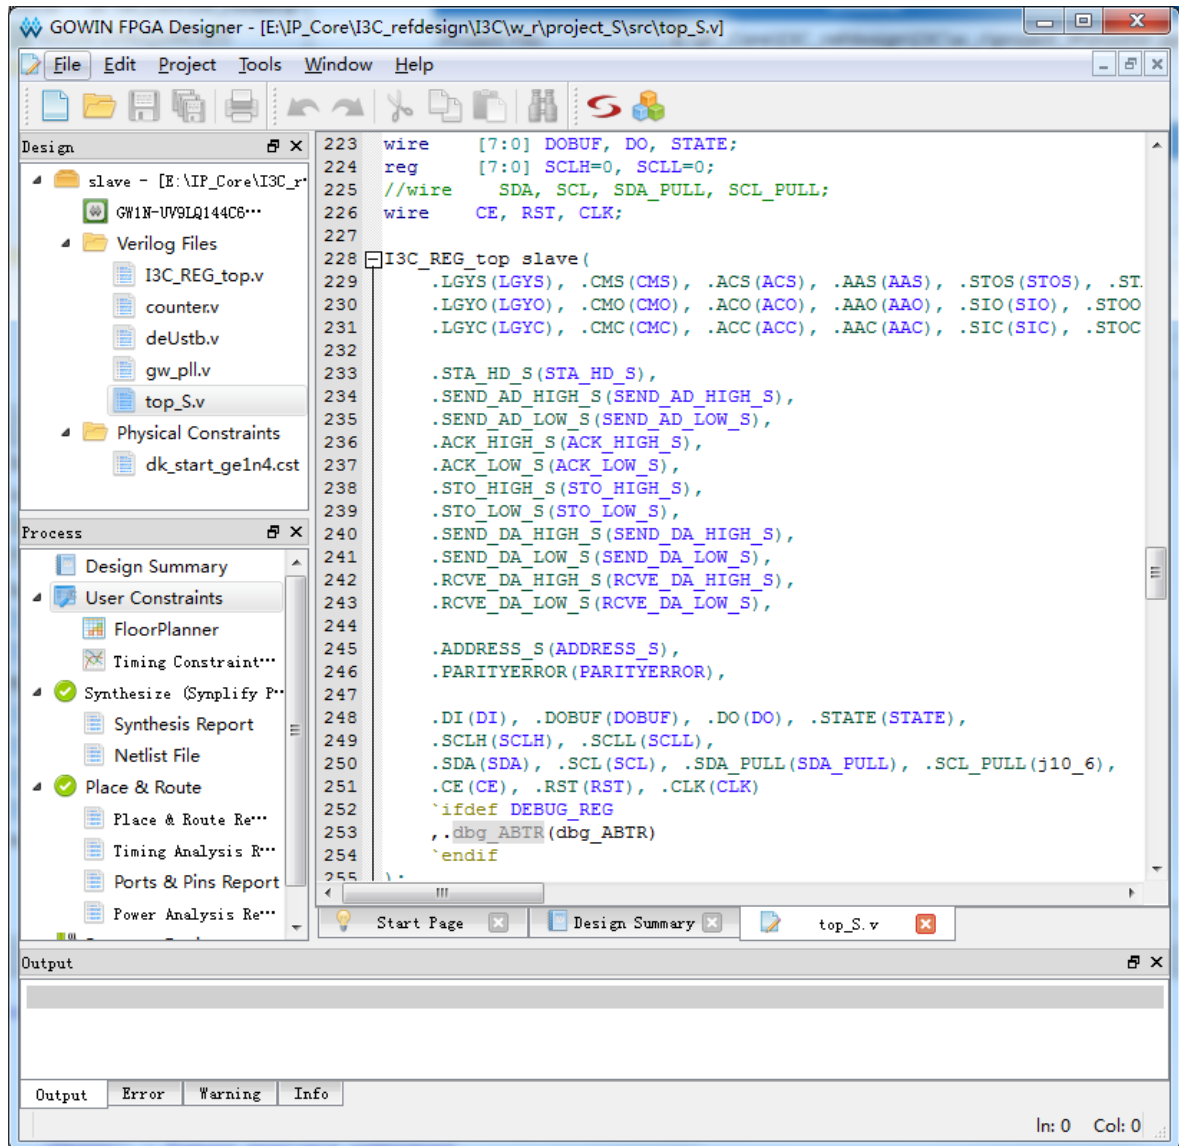 GOWIN FPGA Designer - [E:\IP_Core\I3C_refdesign\I3C\w_r\project_S\src\top_S.v]
File Edit Project Tools Window Help
Design
slave - [E:\IP_Core\I3C_r
GW1N-UV9LQ144C6...
Verilog Files
I3C_REG_top.v
counter.v
deUstb.v
gw_pll.v
top_S.v
Physical Constraints
dk_start_ge1n4.cst
Process
Design Summary
User Constraints
FloorPlanner
Timing Constraint...
Synthesize (Synplify P..
Synthesis Report
Netlist File
Place & Route
Place & Route Re...
Timing Analysis R...
Ports & Pins Report
Power Analysis Re...
223 wire [7:0] DOBUF, DO, STATE;
224 reg [7:0] SCLH=0, SCLL=0;
225 //wire SDA, SCL, SDA_PULL, SCL_PULL;
226 wire CE, RST, CLK;
227
228 I3C_REG_top slave(
229 .LGYS(LGYS), .CMS(CMS), .ACS(ACS), .AAS(AAS), .STOS(STOS), .ST
230 .LGYO(LGYO), .CMO(CMO), .ACO(ACO), .AAO(AAO), .SIO(SIO), .STOO
231 .LGYC(LGYC), .CMC(CMC), .ACC(ACC), .AAC(AAC), .SIC(SIC), .STOC
232
233 .STA_HD_S(STA_HD_S),
234 .SEND_AD_HIGH_S(SEND_AD_HIGH_S),
235 .SEND_AD_LOW_S(SEND_AD_LOW_S),
236 .ACK_HIGH_S(ACK_HIGH_S),
237 .ACK_LOW_S(ACK_LOW_S),
238 .STO_HIGH_S(STO_HIGH_S),
239 .STO_LOW_S(STO_LOW_S),
240 .SEND_DA_HIGH_S(SEND_DA_HIGH_S),
241 .SEND_DA_LOW_S(SEND_DA_LOW_S),
242 .RCVE_DA_HIGH_S(RCVE_DA_HIGH_S),
243 .RCVE_DA_LOW_S(RCVE_DA_LOW_S),
244
245 .ADDRESS_S(ADDRESS_S),
246 .PARITYERROR(PARITYERROR),
247
248 .DI(DI), .DOBUF(DOBUF), .DO(DO), .STATE(STATE),
249 .SCLH(SCLH), .SCLL(SCLL),
250 .SDA(SDA), .SCL(SCL), .SDA_PULL(SDA_PULL), .SCL_PULL(j10_6),
251 .CE(CE), .RST(RST), .CLK(CLK)
252 `ifdef DEBUG_REG
253 ,.dbg_ABTR(dbg_ABTR)
254 `endif
255 );
Start Page
Design Summary
top_S.v
Output
Output Error Warning Info
ln: 0 Col: 0